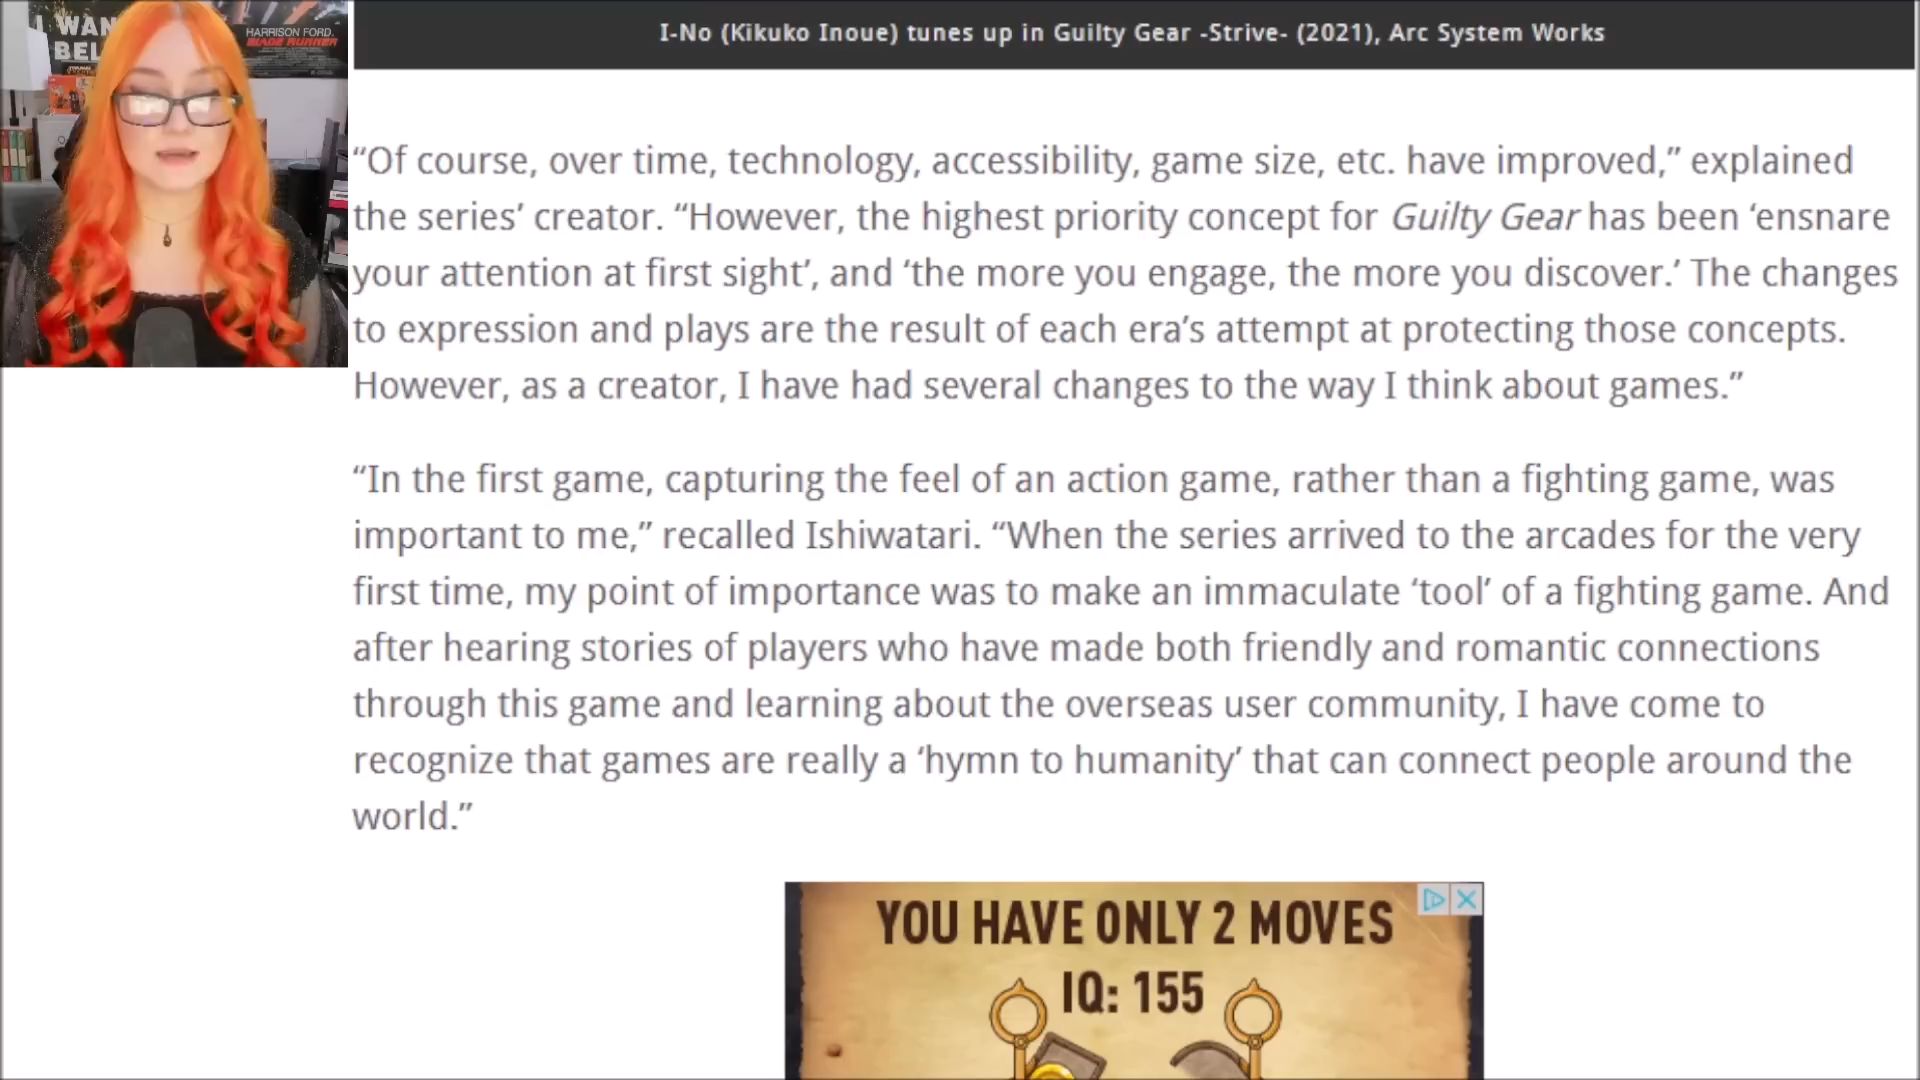 I WAN
BEL
HARRISON FORD.
BLADE RUNNER
I-No (Kikuko Inoue) tunes up in Guilty Gear -Strive- (2021), Arc System Works
“Of course, over time, technology, accessibility, game size, etc. have improved,” explained
the series’ creator. “However, the highest priority concept for Guilty Gear has been ‘ensnare
your attention at first sight’, and ‘the more you engage, the more you discover.’ The changes
to expression and plays are the result of each era’s attempt at protecting those concepts.
However, as a creator, I have had several changes to the way I think about games.”
“In the first game, capturing the feel of an action game, rather than a fighting game, was
important to me,” recalled Ishiwatari. “When the series arrived to the arcades for the very
first time, my point of importance was to make an immaculate ‘tool’ of a fighting game. And
after hearing stories of players who have made both friendly and romantic connections
through this game and learning about the overseas user community, I have come to
recognize that games are really a ‘hymn to humanity’ that can connect people around the
world.”
YOU HAVE ONLY 2 MOVES
IQ: 155